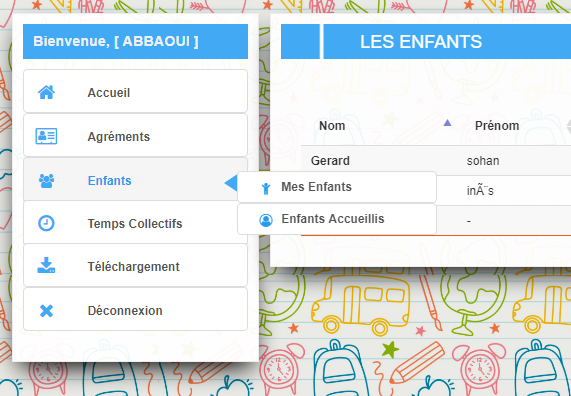 Bienvenue, [ ABBAOUI ]
Accueil
Agréments
Enfants
Temps Collectifs
Téléchargement
Déconnexion
Mes Enfants
Enfants Accueillis
LES ENFANTS
Nom Prénom
Gerard sohan
inÃ¨s
-